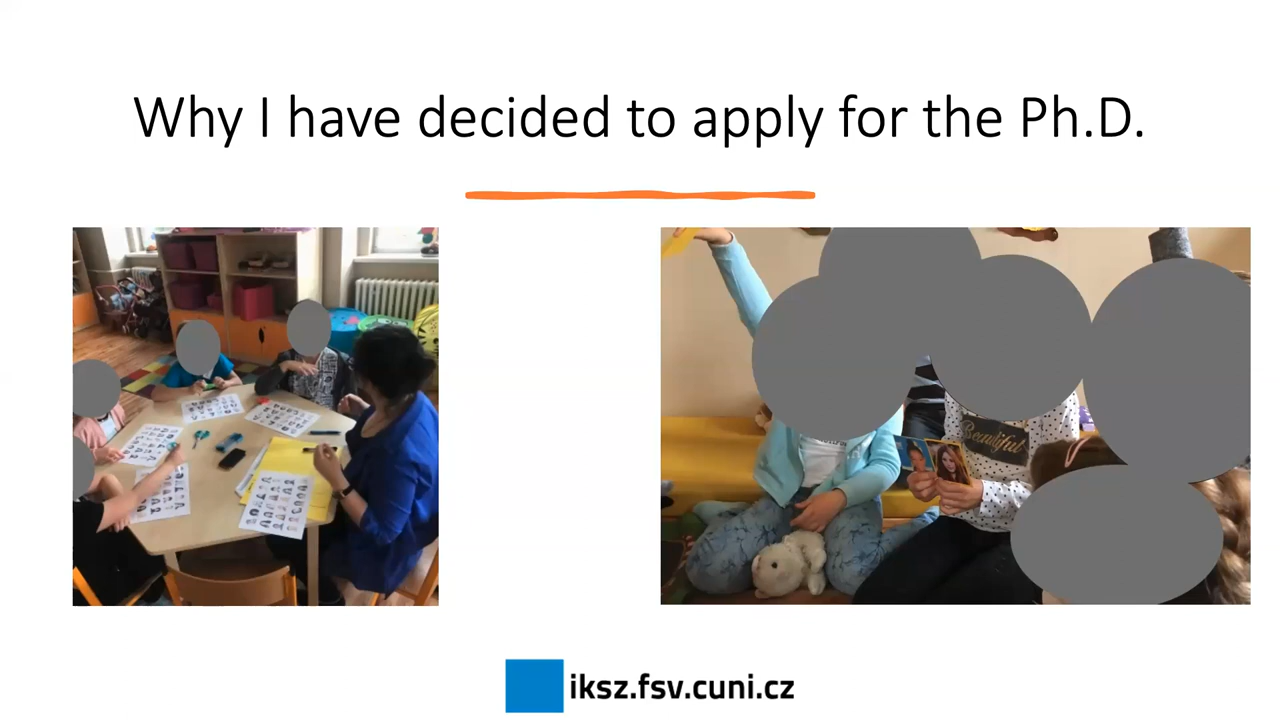 Why I have decided to apply for the Ph.D.
Beautiful
iksz.fsv.cuni.cz